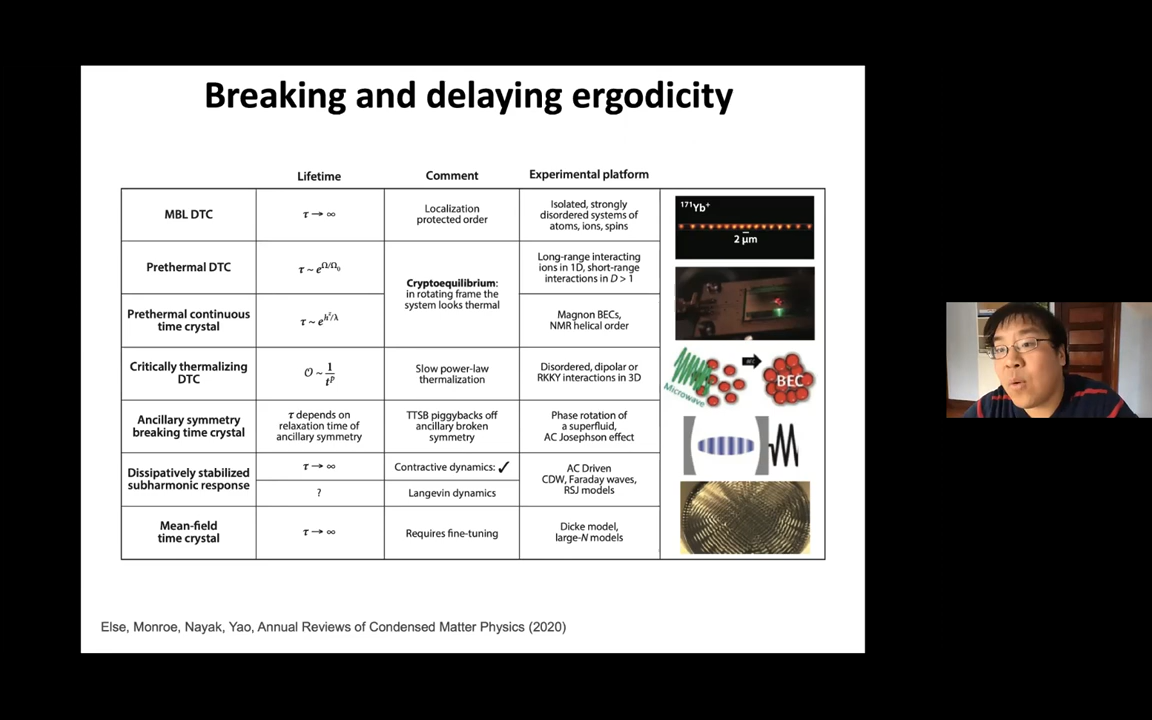 Breaking and delaying ergodicity
Lifetime
Comment
Experimental platform
MBL DTC
τ → ∞
Localization
protected order
Isolated, strongly
disordered systems of
atoms, ions, spins
Prethermal DTC
τ ~ e^{Ω/Ω₀}
Cryptoequilibrium:
in rotating frame the
system looks thermal
Long-range interacting
ions in 1D, short-range
interactions in D > 1
Prethermal continuous
time crystal
Magnon BECs,
NMR helical order
Critically thermalizing
DTC
𝒪 ~ 1/t^p
Slow power-law
thermalization
Disordered, dipolar or
RKKY interactions in 3D
Ancillary symmetry
breaking time crystal
τ depends on
relaxation time of
ancillary symmetry
TTSB piggybacks off
ancillary broken
symmetry
Phase rotation of
a superfluid,
AC Josephson effect
Dissipatively stabilized
subharmonic response
τ → ∞
Contractive dynamics: ✓
?
Langevin dynamics
AC Driven
CDW, Faraday waves,
RSJ models
Mean-field
time crystal
τ → ∞
Requires fine-tuning
Dicke model,
large-N models
¹⁷¹Yb⁺
2 μm
Microwave
BEC
Else, Monroe, Nayak, Yao, Annual Reviews of Condensed Matter Physics (2020)